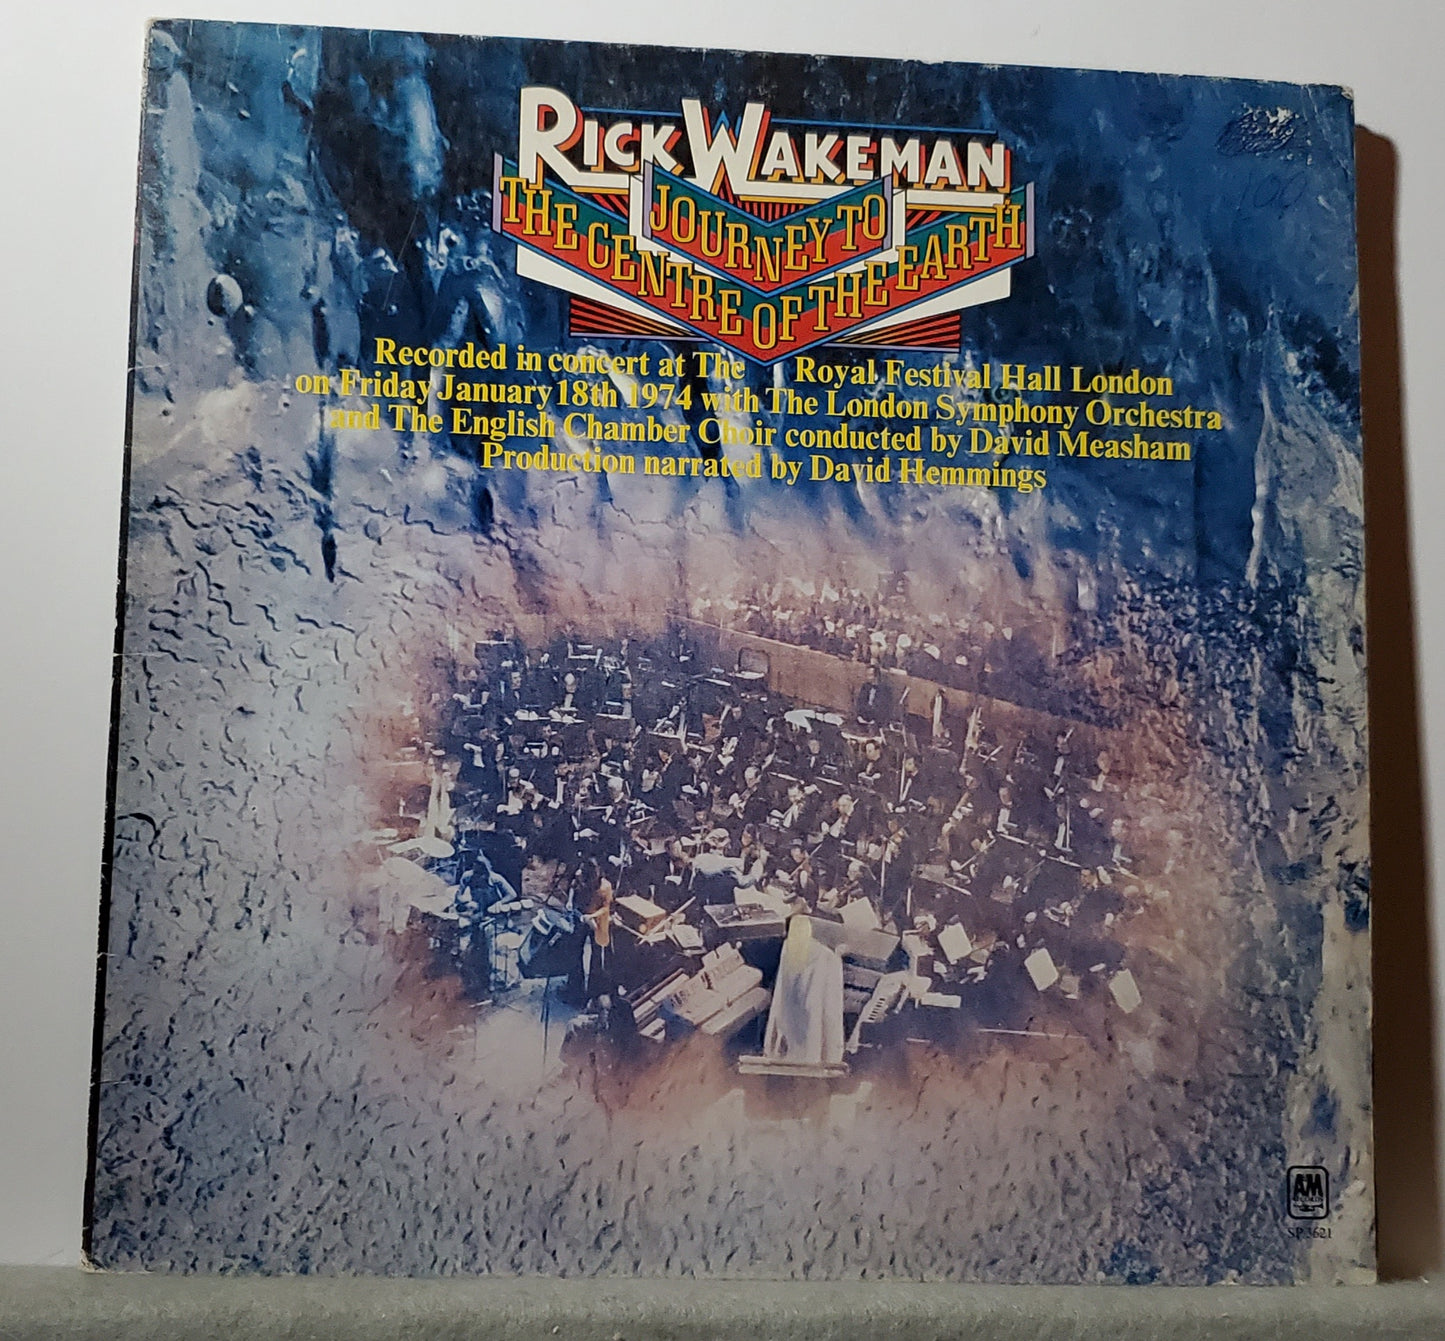 RICK WAKEMAN
JOURNEY TO
THE CENTRE OF THE EARTH
Recorded in concert at The Royal Festival Hall London
on Friday January 18th 1974 with The London Symphony Orchestra
and The English Chamber Choir conducted by David Measham
Production narrated by David Hemmings
A&M
RECORDS
SP 3621